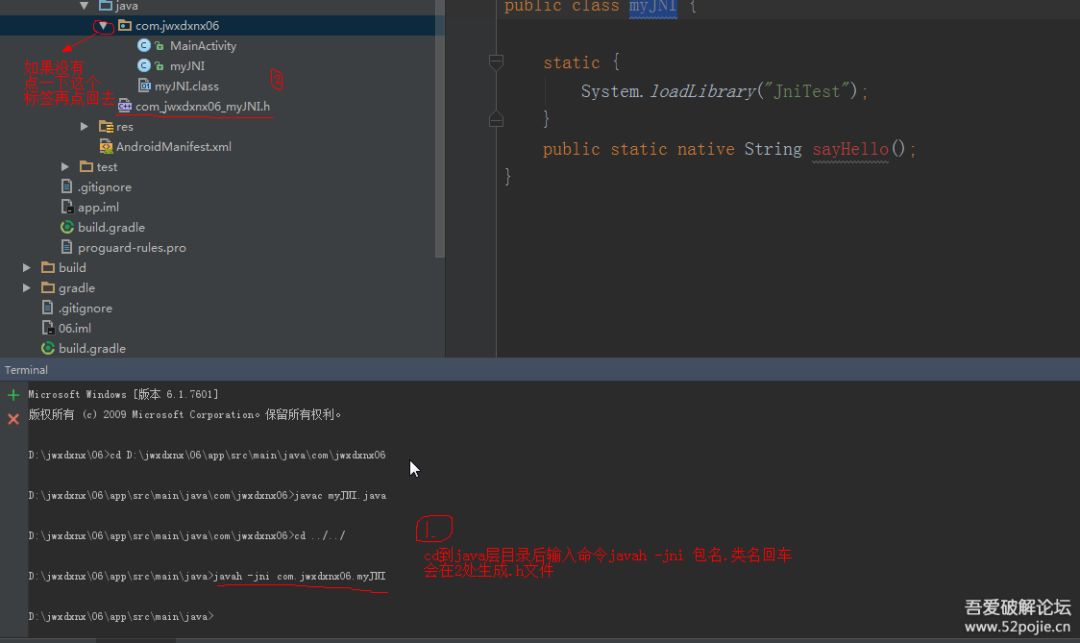 java
com.jwxdxnx06
MainActivity
myJNI
myJNI.class
com_jwxdxnx06_myJNI.h
res
AndroidManifest.xml
test
.gitignore
app.iml
build.gradle
proguard-rules.pro
build
gradle
.gitignore
06.iml
build.gradle
如果没有
点一下这个
标签再点回去
2
public class myJNI {
static {
System.loadLibrary("JniTest");
}
public static native String sayHello();
}
Terminal
Microsoft Windows [版本 6.1.7601]
版权所有 (c) 2009 Microsoft Corporation。保留所有权利。
D:\jwxdxnx\06>cd D:\jwxdxnx\06\app\src\main\java\com\jwxdxnx06
D:\jwxdxnx\06\app\src\main\java\com\jwxdxnx06>javac myJNI.java
D:\jwxdxnx\06\app\src\main\java\com\jwxdxnx06>cd ../../
D:\jwxdxnx\06\app\src\main\java>javah -jni com.jwxdxnx06.myJNI
D:\jwxdxnx\06\app\src\main\java>
1.
cd到java层目录后输入命令javah -jni 包名.类名回车
会在2处生成.h文件
吾爱破解论坛
www.52pojie.cn